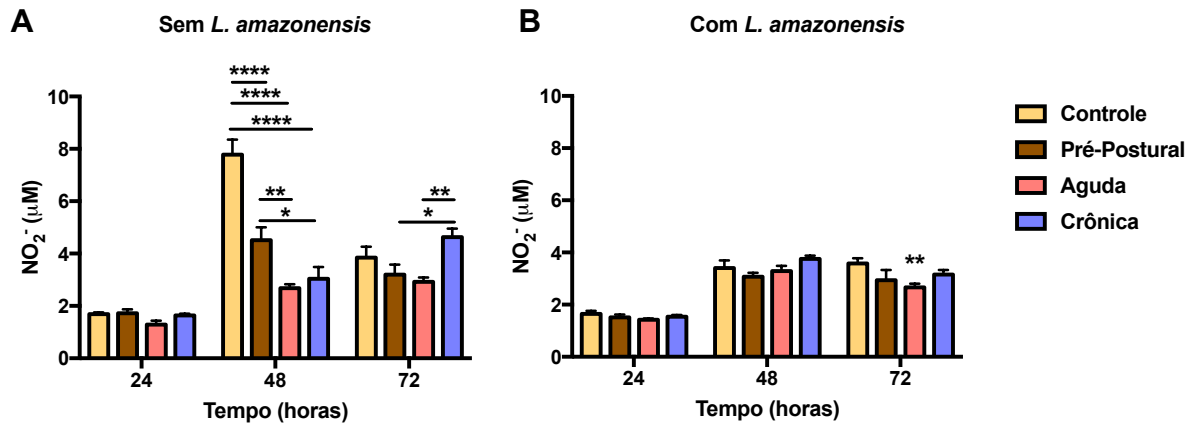 A
Sem L. amazonensis
NO₂⁻ (μM)
10
8
6
4
2
0
****
****
****
**
*
**
*
24
48
72
Tempo (horas)
B
Com L. amazonensis
NO₂⁻ (μM)
10
8
6
4
2
0
**
24
48
72
Tempo (horas)
Controle
Pré-Postural
Aguda
Crônica